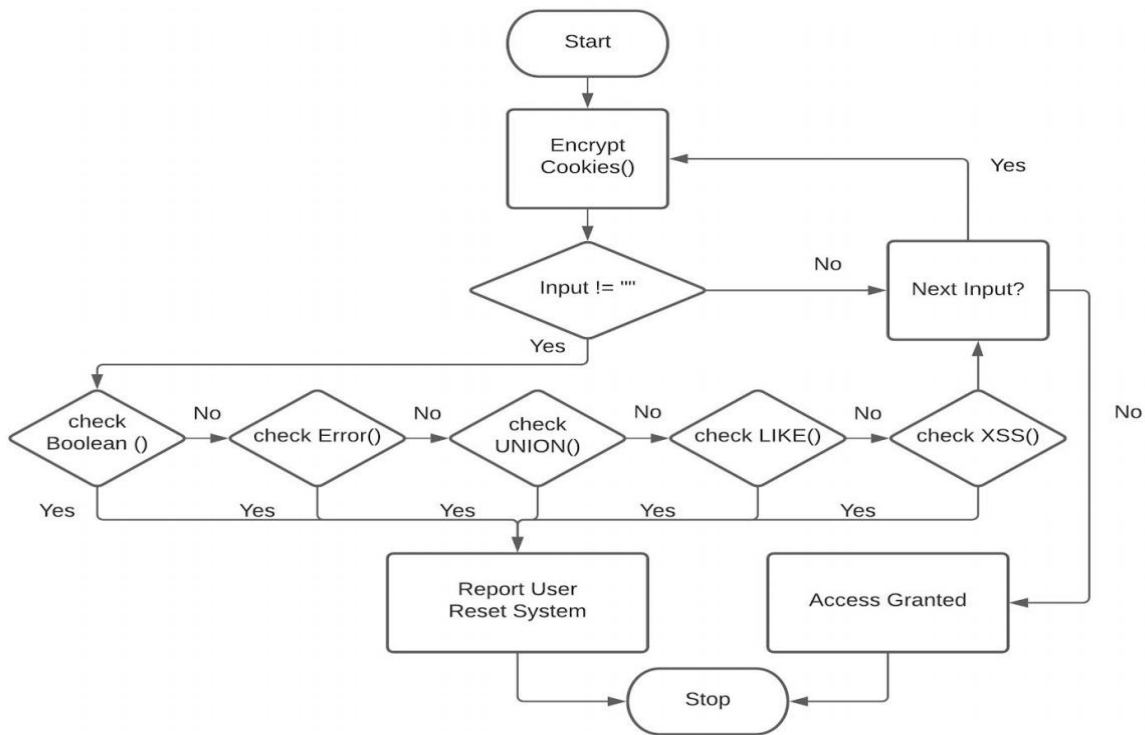 Start
Encrypt
Cookies()
Yes
Input != ""
No
Next Input?
Yes
No
check
Boolean ()
No
check Error()
No
check
UNION()
No
check LIKE()
No
check XSS()
Yes
Yes
Yes
Yes
Yes
Report User
Reset System
Access Granted
Stop